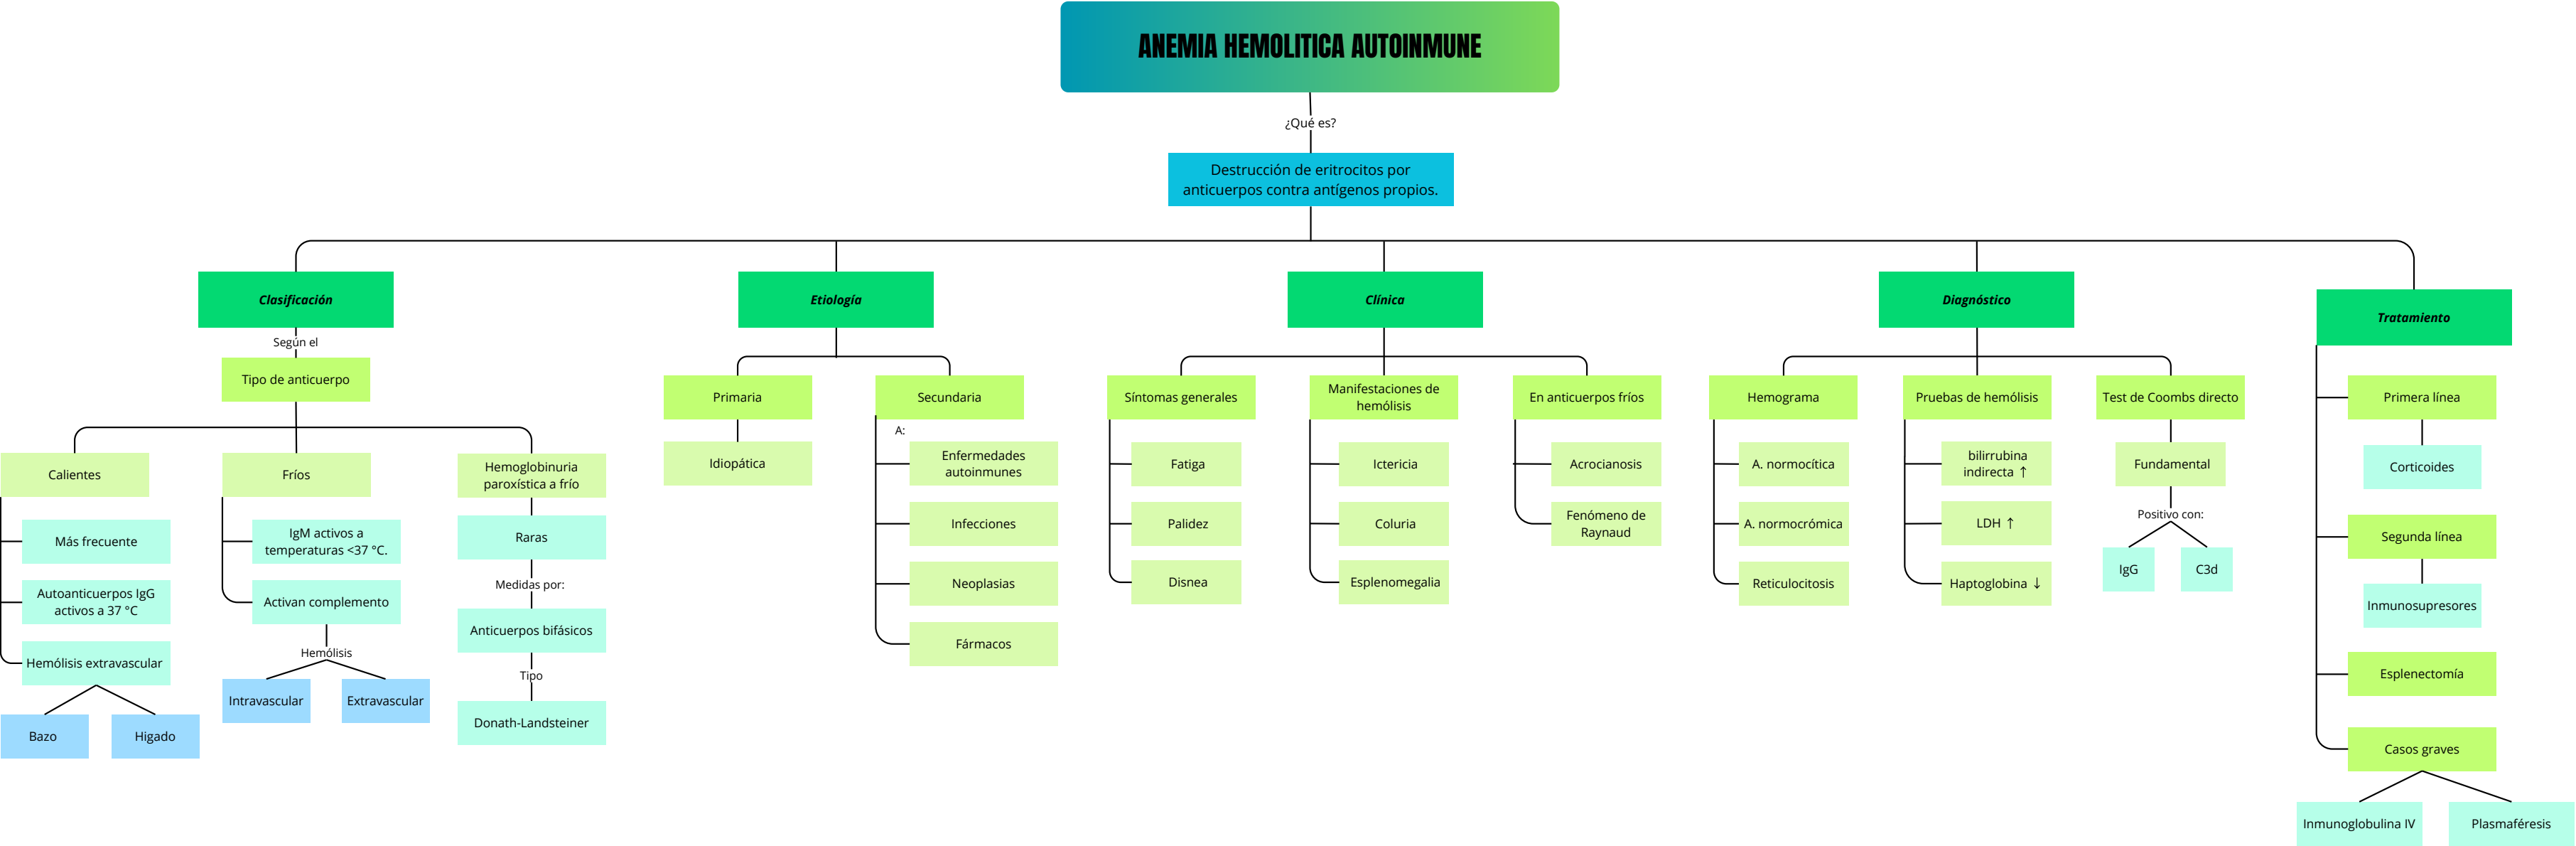 ANEMIA HEMOLITICA AUTOINMUNE
¿Qué es?
Destrucción de eritrocitos por
anticuerpos contra antígenos propios.
Clasificación
Según el
Tipo de anticuerpo
Calientes
Más frecuente
Autoanticuerpos IgG
activos a 37 °C
Hemólisis extravascular
Bazo
Higado
Fríos
IgM activos a
temperaturas <37 °C.
Activan complemento
Hemólisis
Intravascular
Extravascular
Hemoglobinuria
paroxística a frío
Raras
Medidas por:
Anticuerpos bifásicos
Tipo
Donath-Landsteiner
Etiología
Primaria
Idiopática
Secundaria
A:
Enfermedades
autoinmunes
Infecciones
Neoplasias
Fármacos
Clínica
Síntomas generales
Fatiga
Palidez
Disnea
Manifestaciones de
hemólisis
Ictericia
Coluria
Esplenomegalia
En anticuerpos fríos
Acrocianosis
Fenómeno de
Raynaud
Diagnóstico
Hemograma
A. normocítica
A. normocrómica
Reticulocitosis
Pruebas de hemólisis
bilirrubina
indirecta ↑
LDH ↑
Haptoglobina ↓
Test de Coombs directo
Fundamental
Positivo con:
IgG
C3d
Tratamiento
Primera línea
Corticoides
Segunda línea
Inmunosupresores
Esplenectomía
Casos graves
Inmunoglobulina IV
Plasmaféresis